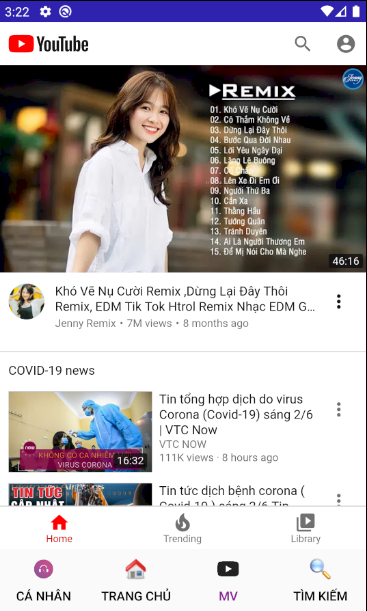 3:22
YouTube
Jenny
REMIX
01. Khó Vẽ Nụ Cười
02. Cô Thắm Không Về
03. Dừng Lại Đây Thôi
04. Bước Qua Đời Nhau
05. Lời Yêu Ngây Dại
06. Lặng Lẽ Buông
07.
08. Lên Xe Đi Em Ơi
09. Người Thứ Ba
10. Cần Xa
11. Thằng Hầu
12. Tướng Quân
13. Tránh Duyên
14. Ai Là Người Thương Em
15. Để Mị Nói Cho Mà Nghe
46:16
Khó Vẽ Nụ Cười Remix ,Dừng Lại Đây Thôi
Remix, EDM Tik Tok Htrol Remix Nhạc EDM G...
Jenny Remix • 7M views • 8 months ago
COVID-19 news
Tin tổng hợp dịch do virus
Corona (Covid-19) sáng 2/6
| VTC Now
VTC NOW
111K views · 8 hours ago
KHÔNG CÓ CA NHIỄM
VIRUS CORONA
16:32
TIN TỨC
CẬP NHẬT
Tin tức dịch bệnh corona (
Covid-19 ) sáng 2/6 Tin
Home
Trending
Library
CÁ NHÂN
TRANG CHỦ
MV
TÌM KIẾM